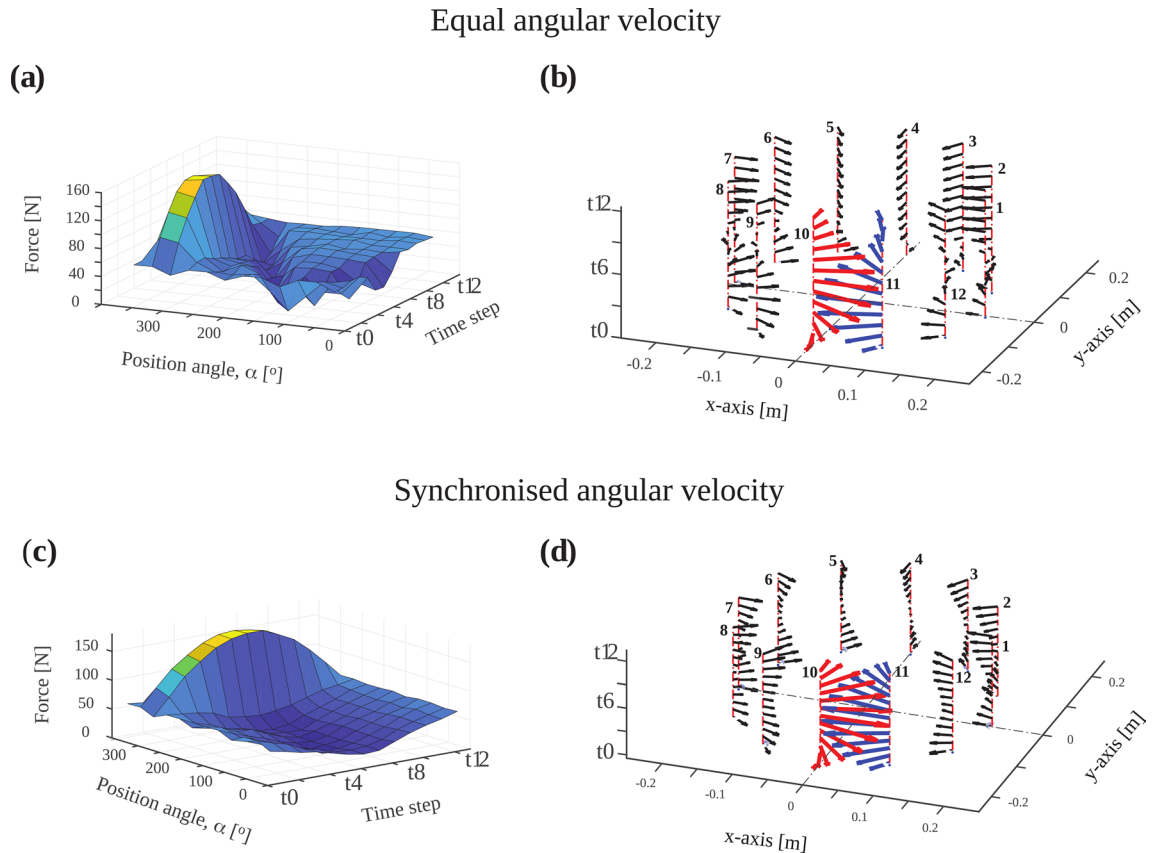 Equal angular velocity
(a)
(b)
160
120
80
40
0
Force [N]
300
200
100
0
Position angle, α [º]
t0
t4
t8
t12
Time step
1
2
3
4
5
6
7
8
9
10
11
12
t12
t6
t0
-0.2
-0.1
0
0.1
0.2
x-axis [m]
0.2
0
-0.2
y-axis [m]
Synchronised angular velocity
(c)
(d)
150
100
50
0
Force [N]
300
200
100
0
Position angle, α [º]
t0
t4
t8
t12
Time step
1
2
3
4
5
6
7
8
9
10
11
12
t12
t6
t0
-0.2
-0.1
0
0.1
0.2
x-axis [m]
0.2
0
-0.2
y-axis [m]